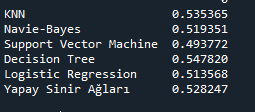 KNN 0.535365
Navie-Bayes 0.519351
Support Vector Machine 0.493772
Decision Tree 0.547820
Logistic Regression 0.513568
Yapay Sinir Ağları 0.528247